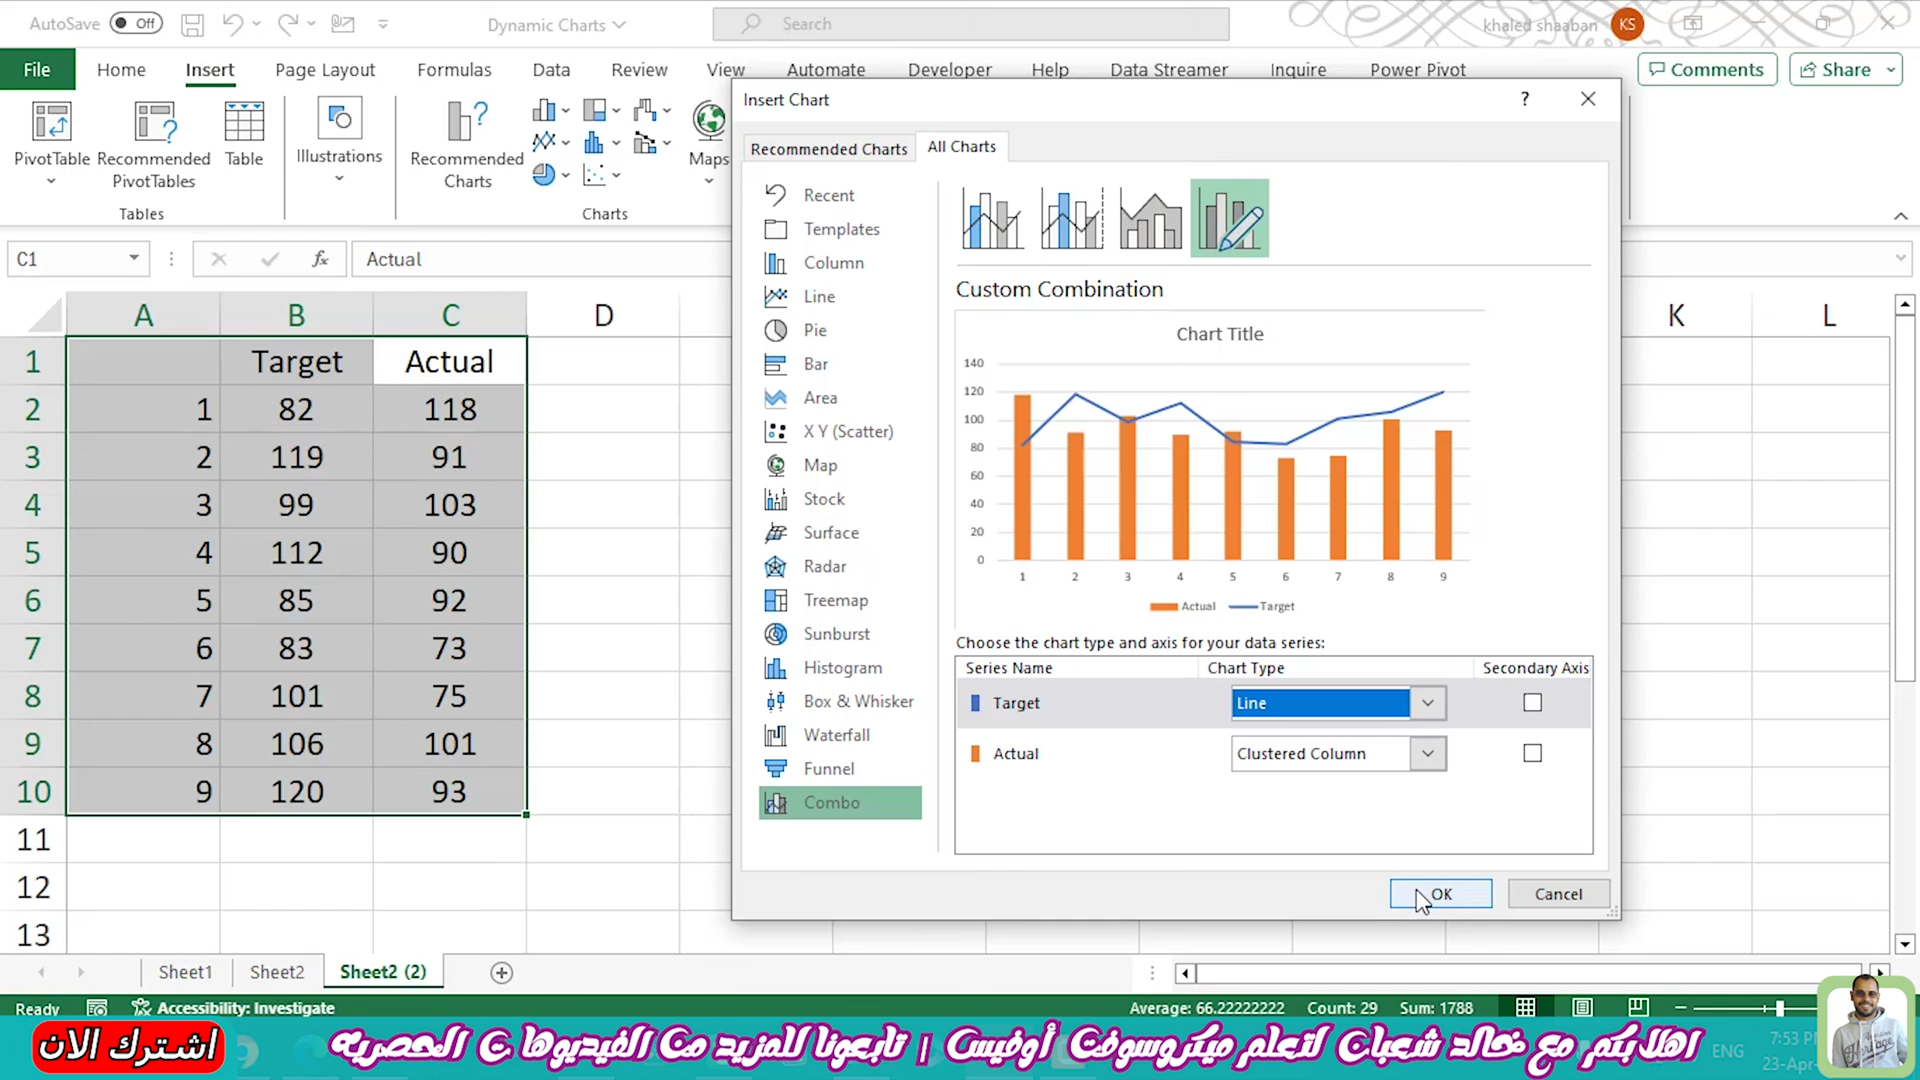 AutoSave Off Dynamic Charts Search khaled shaaban KS
File Home Insert Page Layout Formulas Data Review View Automate Developer Help Data Streamer Inquire Power Pivot Comments Share
PivotTable Recommended PivotTables Table Illustrations Recommended Charts Maps
Tables Charts
C1 fx Actual
A B C D K L
1 Target Actual
2 1 82 118
3 2 119 91
4 3 99 103
5 4 112 90
6 5 85 92
7 6 83 73
8 7 101 75
9 8 106 101
10 9 120 93
11
12
13
Insert Chart ?
Recommended Charts All Charts
Recent
Templates
Column
Line
Pie
Bar
Area
X Y (Scatter)
Map
Stock
Surface
Radar
Treemap
Sunburst
Histogram
Box & Whisker
Waterfall
Funnel
Combo
Custom Combination
Chart Title
140
120
100
80
60
40
20
0
1 2 3 4 5 6 7 8 9
Actual Target
Choose the chart type and axis for your data series:
Series Name Chart Type Secondary Axis
Target Line
Actual Clustered Column
OK Cancel
Sheet1 Sheet2 Sheet2 (2)
Ready Accessibility: Investigate Average: 66.22222222 Count: 29 Sum: 1788
اهلا بكم مع خالد شعبان لتعلم ميكروسوفت أوفيس | تابعونا للمزيد من الفيديوهات الحصريه
اشترك الان
ENG 7:53 P
23-Apr-
Heritage